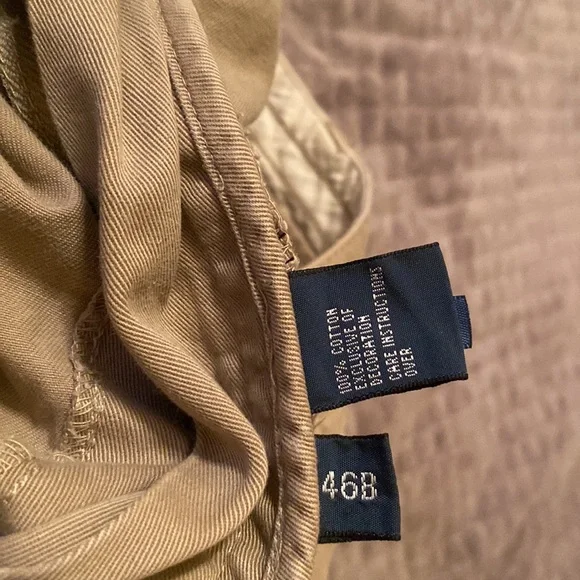 100% COTTON
EXCLUSIVE OF
DECORATION
CARE INSTRUCTIONS
OVER
46B